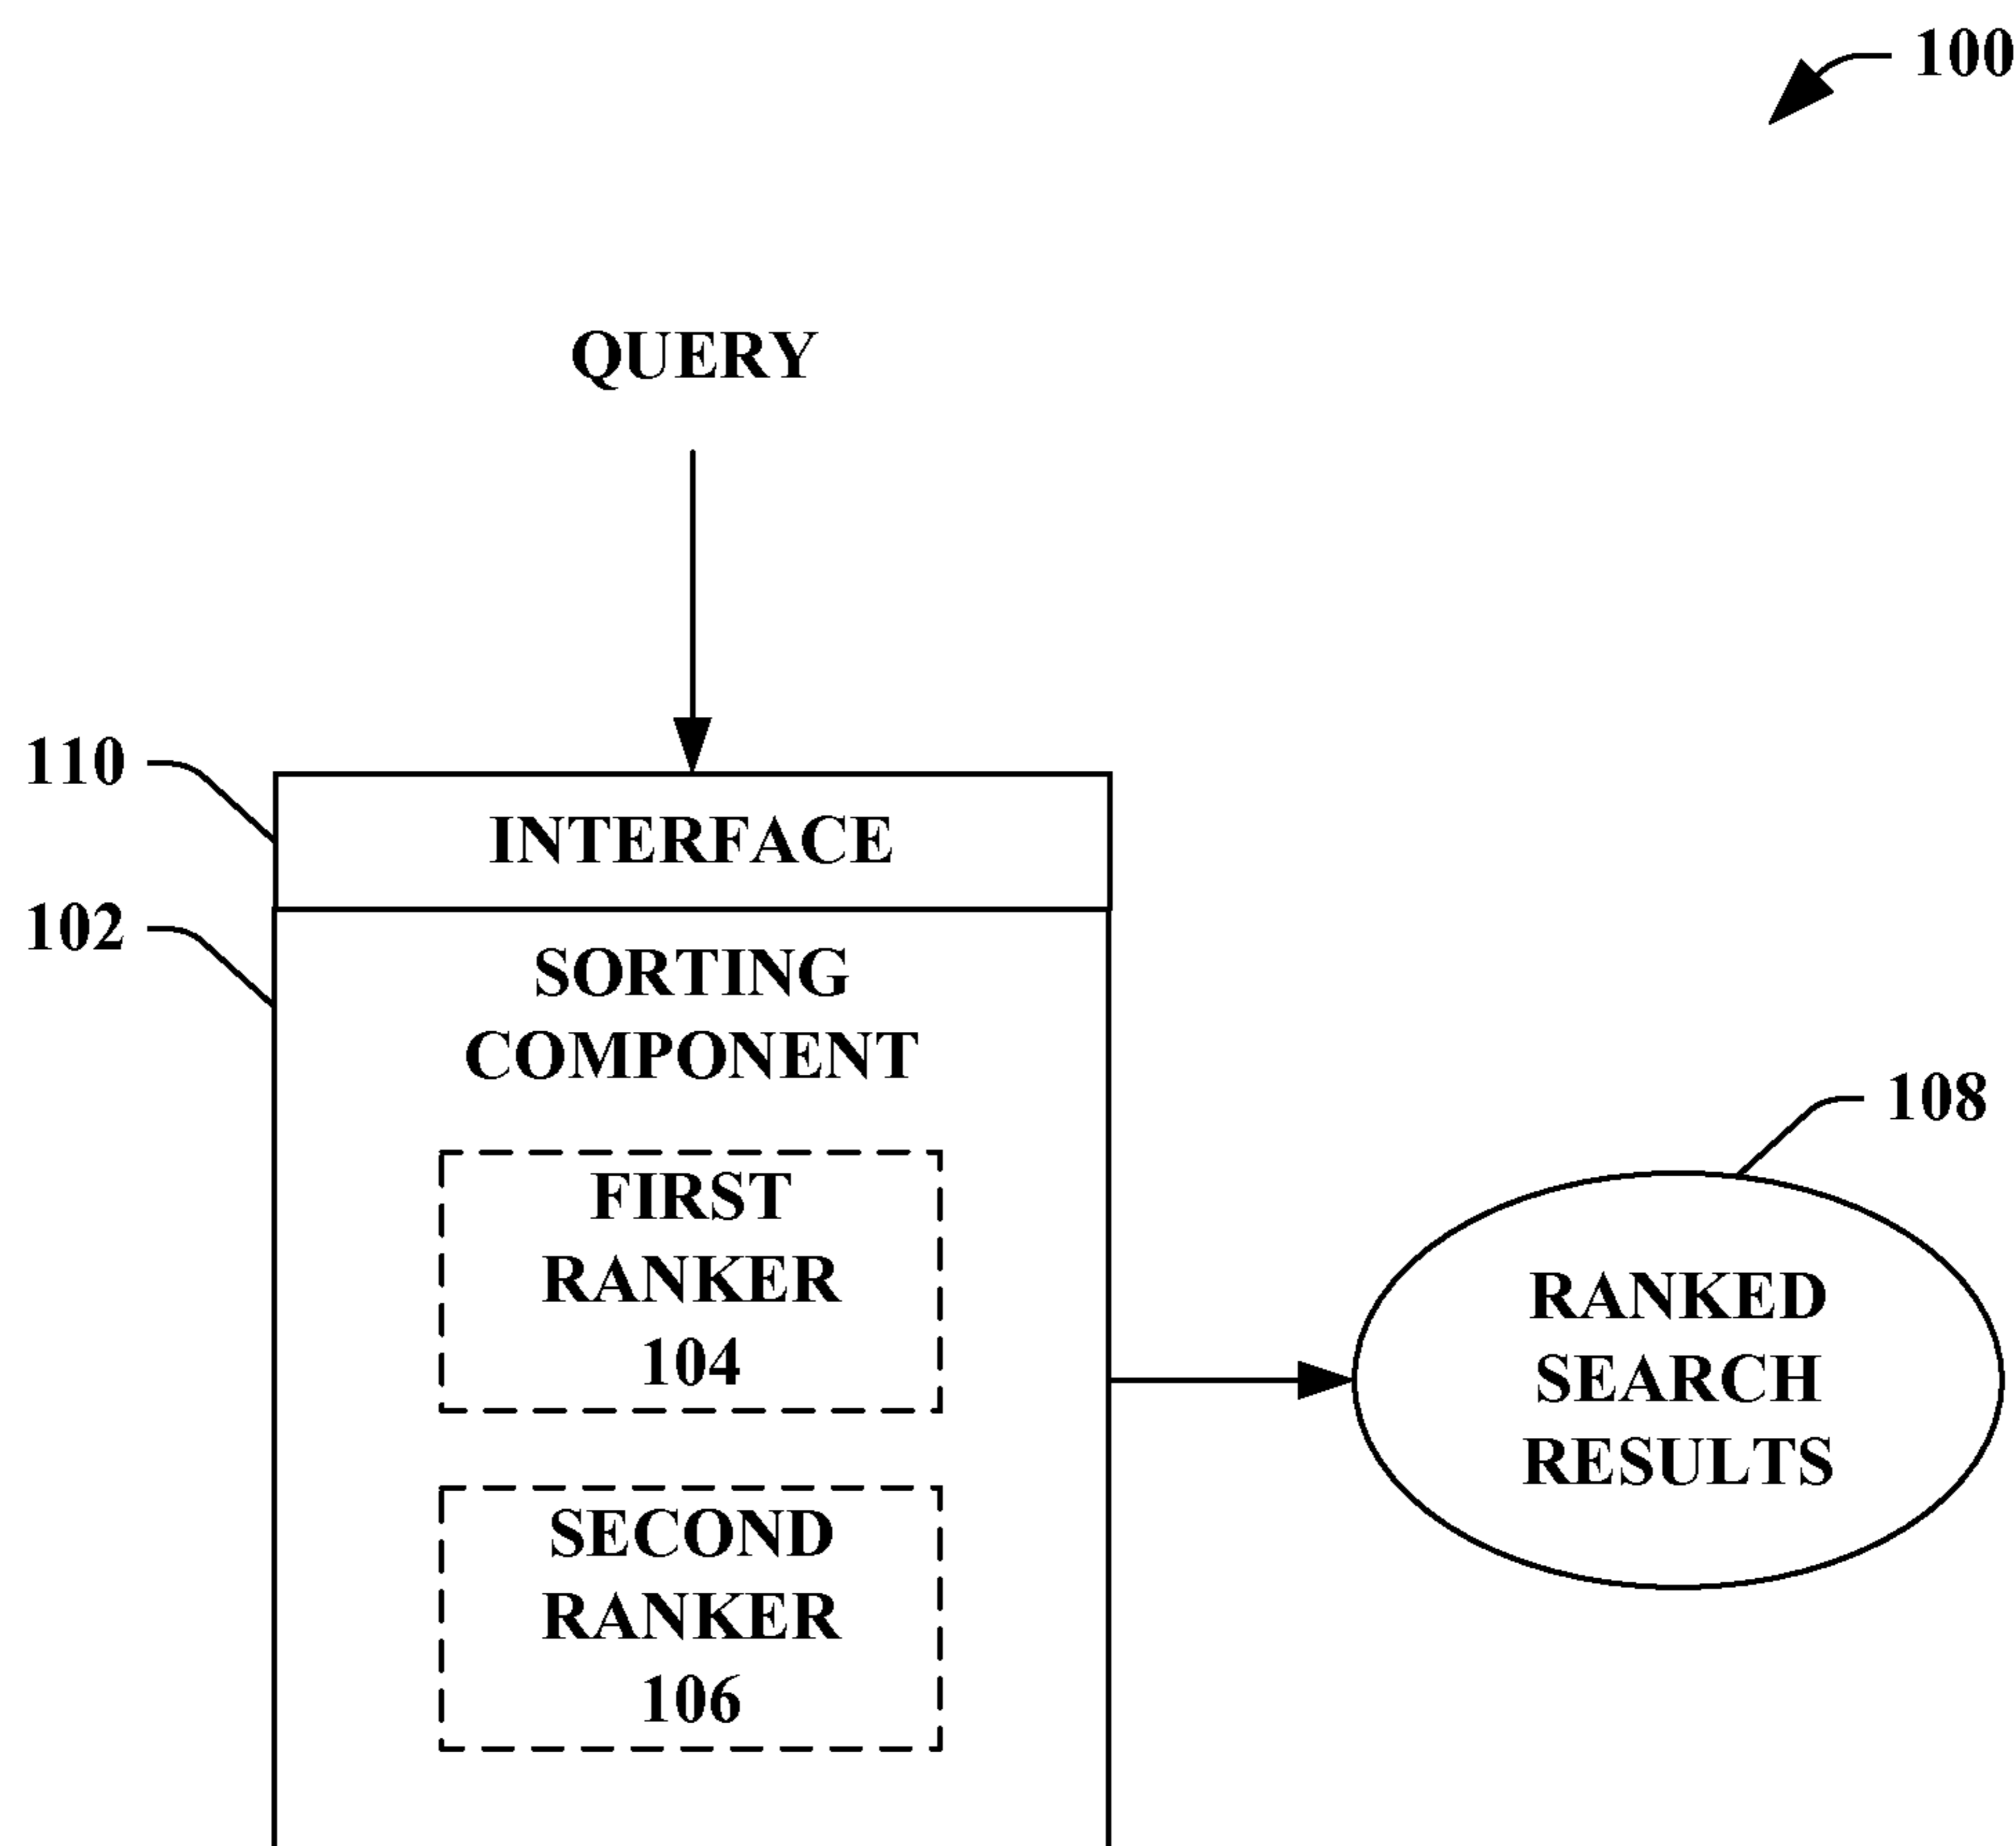 100
QUERY
110
INTERFACE
102
SORTING
COMPONENT
FIRST
RANKER
104
SECOND
RANKER
106
108
RANKED
SEARCH
RESULTS